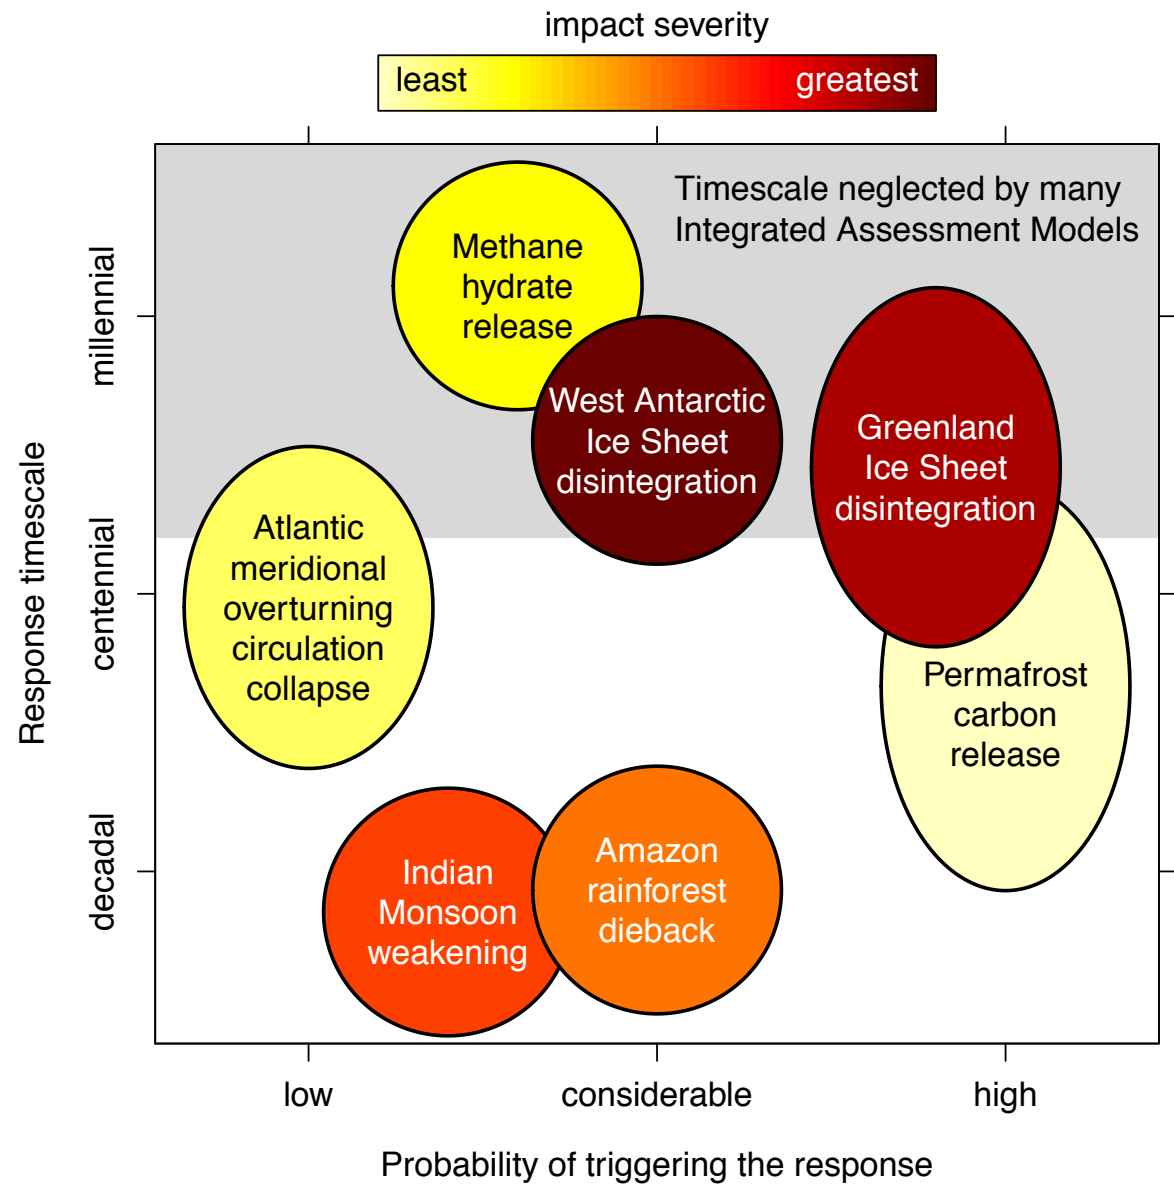 impact severity
least
greatest
Timescale neglected by many
Integrated Assessment Models
Methane
hydrate
release
West Antarctic
Ice Sheet
disintegration
Greenland
Ice Sheet
disintegration
Atlantic
meridional
overturning
circulation
collapse
Permafrost
carbon
release
Indian
Monsoon
weakening
Amazon
rainforest
dieback
Response timescale
millennial
centennial
decadal
low
considerable
high
Probability of triggering the response